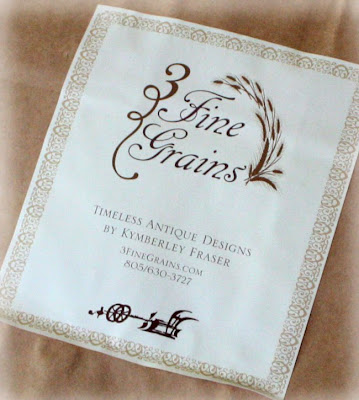 3 Fine
Grains
Timeless Antique Designs
by Kymberley Fraser
3FineGrains.com
805/630-3727